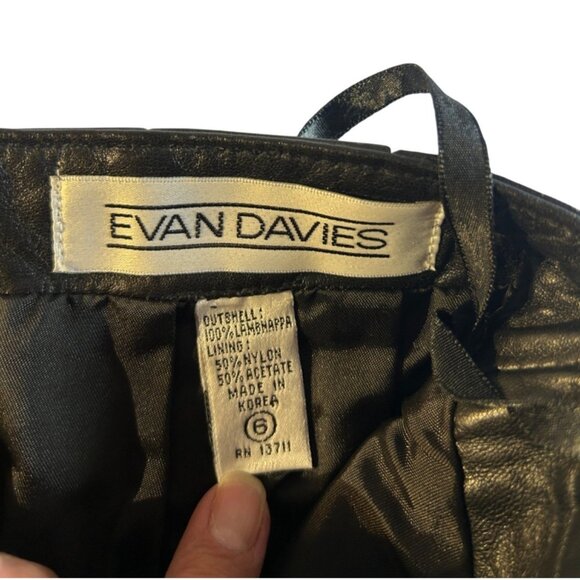 EVAN DAVIES
OUTSHELL:
100% LAMBNAPPA
LINING:
50% NYLON
50% ACETATE
MADE IN
KOREA
6
RN 13711